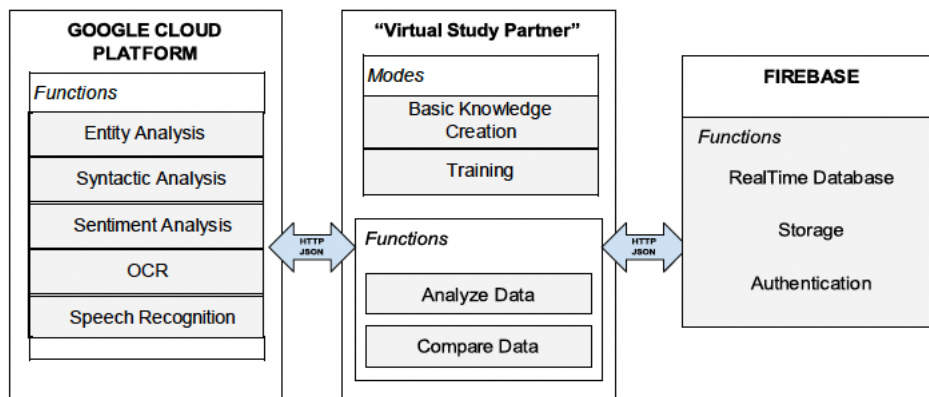 GOOGLE CLOUD
PLATFORM
Functions
Entity Analysis
Syntactic Analysis
Sentiment Analysis
OCR
Speech Recognition
HTTP
JSON
“Virtual Study Partner”
Modes
Basic Knowledge
Creation
Training
Functions
Analyze Data
Compare Data
HTTP
JSON
FIREBASE
Functions
RealTime Database
Storage
Authentication